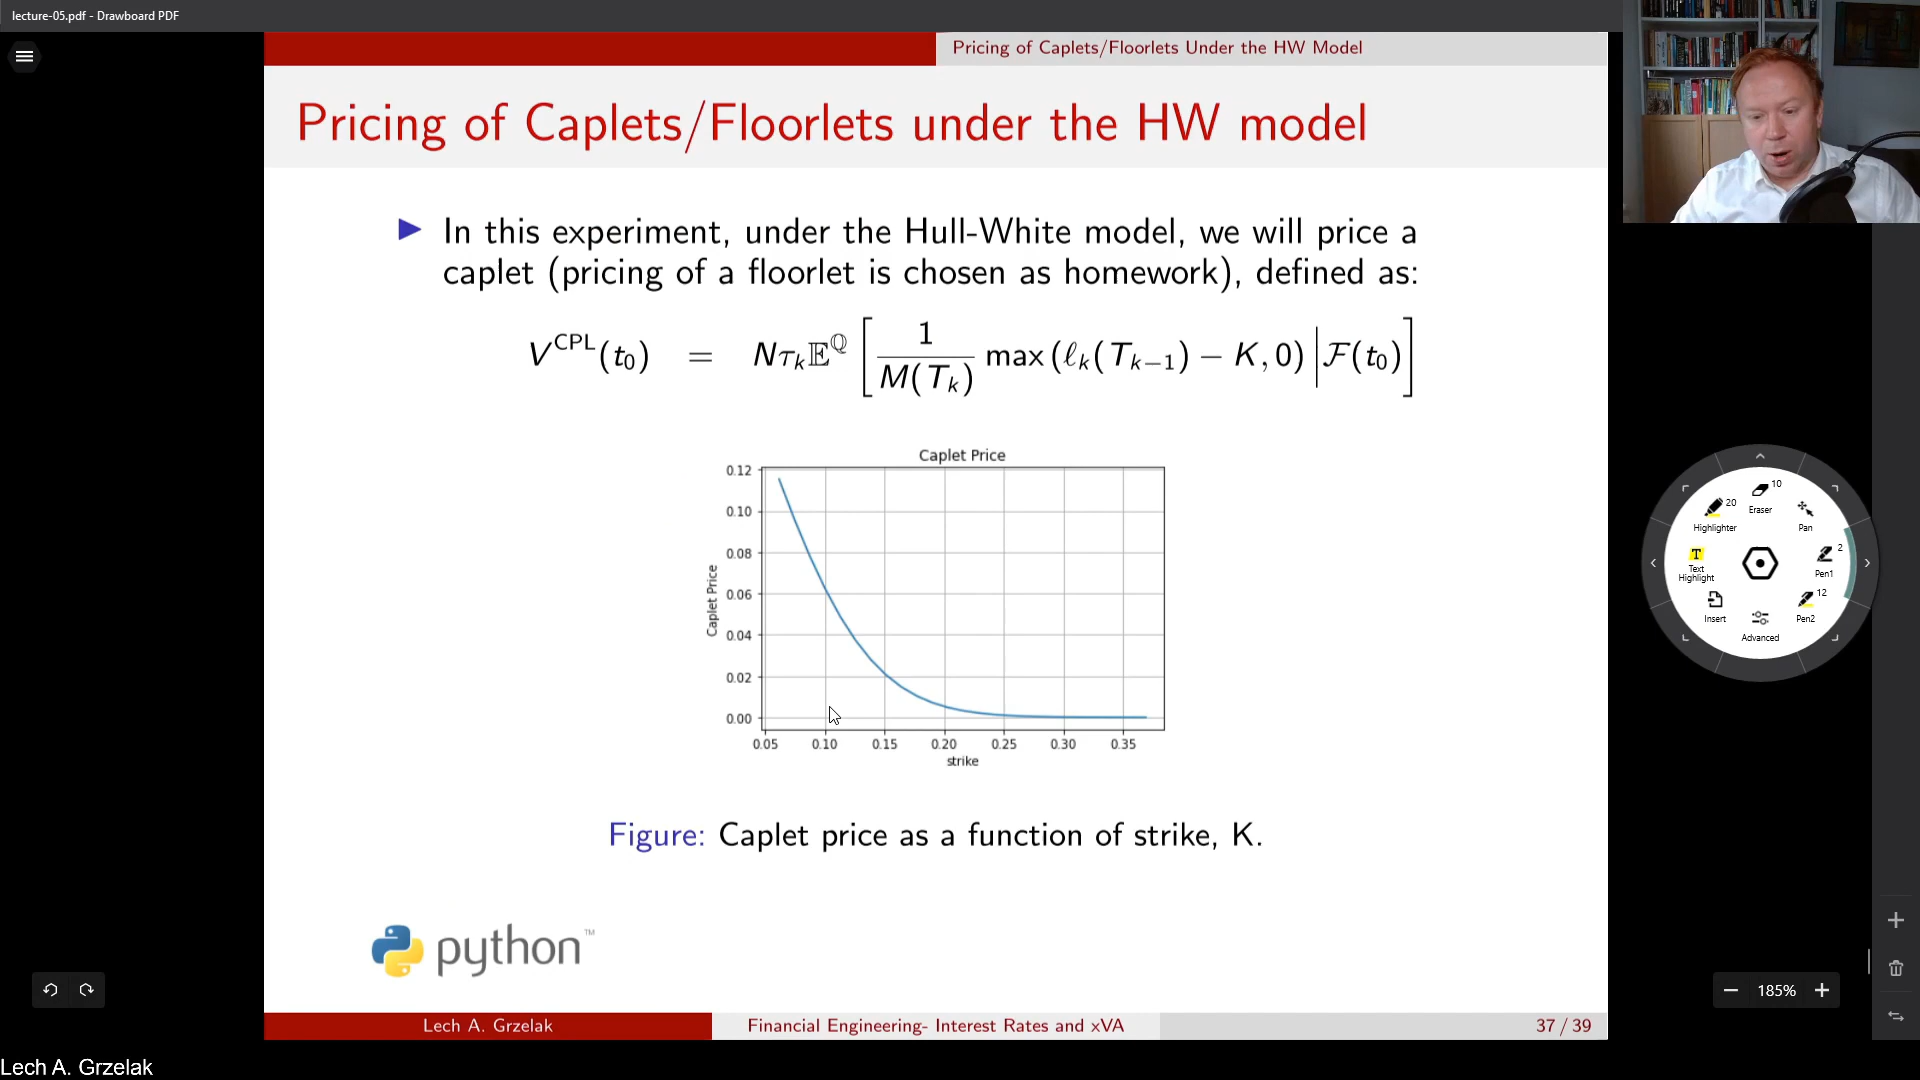 lecture-05.pdf - Drawboard PDF
Pricing of Caplets/Floorlets Under the HW Model
Pricing of Caplets/Floorlets under the HW model
▶ In this experiment, under the Hull-White model, we will price a
caplet (pricing of a floorlet is chosen as homework), defined as:
V^CPL(t_0) = Nτ_k 𝔼^ℚ [ 1/M(T_k) max (ℓ_k(T_{k−1}) − K, 0) | ℱ(t_0) ]
Caplet Price
0.12
0.10
0.08
0.06
0.04
0.02
0.00
Caplet Price
0.05 0.10 0.15 0.20 0.25 0.30 0.35
strike
Figure: Caplet price as a function of strike, K.
python™
Lech A. Grzelak
Financial Engineering- Interest Rates and xVA
37 / 39
10
Eraser
20
Highlighter
Pan
T
Text
Highlight
2
Pen1
Insert
12
Pen2
Advanced
185%
Lech A. Grzelak